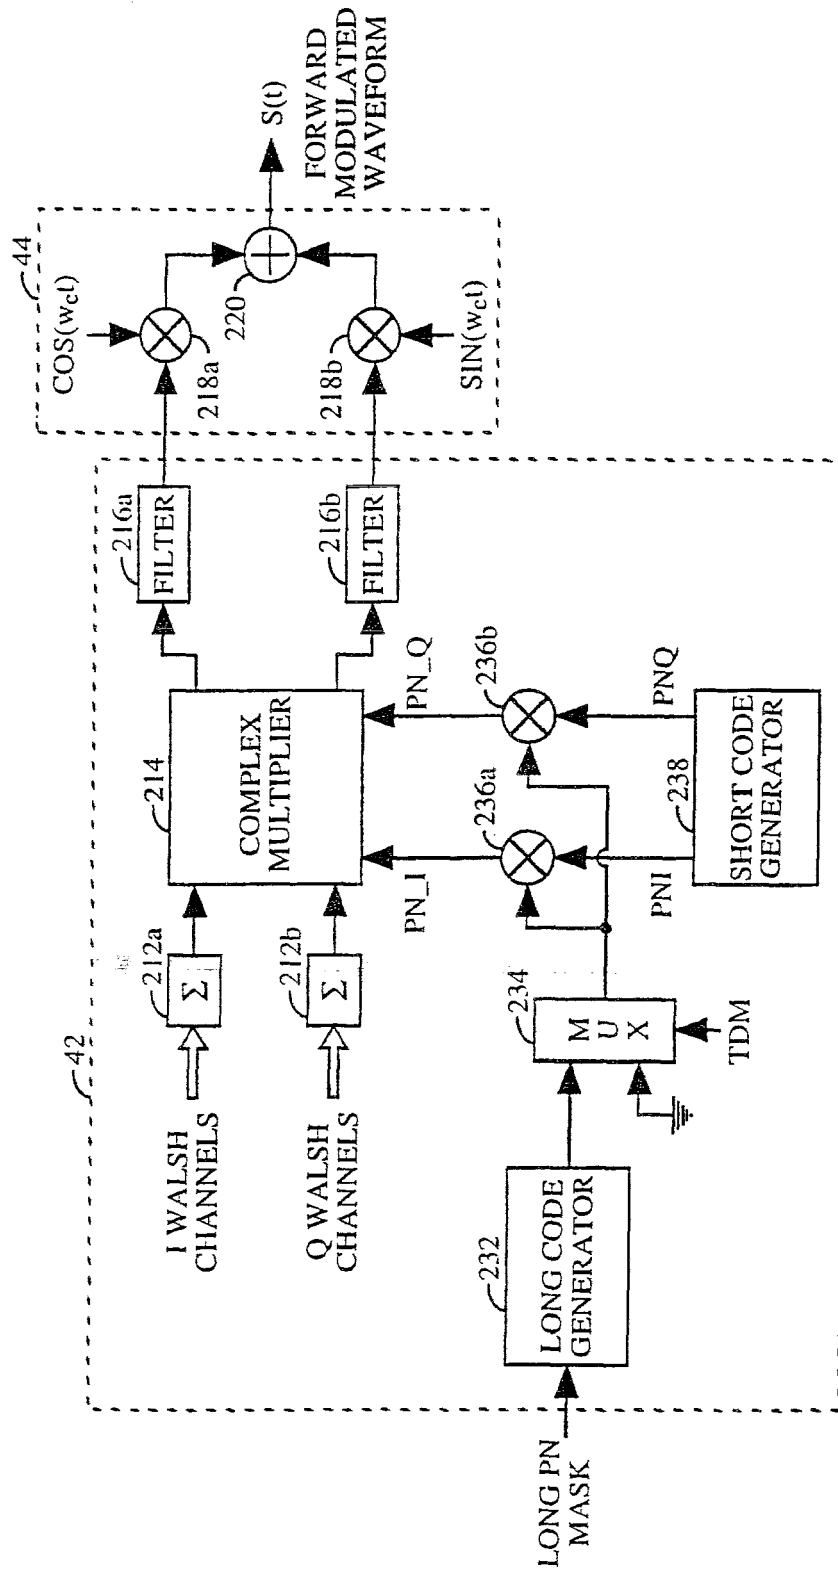 44
COS(wct)
218a
220
S(t)
FORWARD
MODULATED
WAVEFORM
218b
SIN(wct)
42
I WALSH
CHANNELS
212a
Σ
Q WALSH
CHANNELS
212b
Σ
214
COMPLEX
MULTIPLIER
216a
FILTER
216b
FILTER
PN_I
PN_Q
236a
236b
LONG PN
MASK
232
LONG CODE
GENERATOR
234
M
U
X
TDM
PNI
PNQ
238
SHORT CODE
GENERATOR